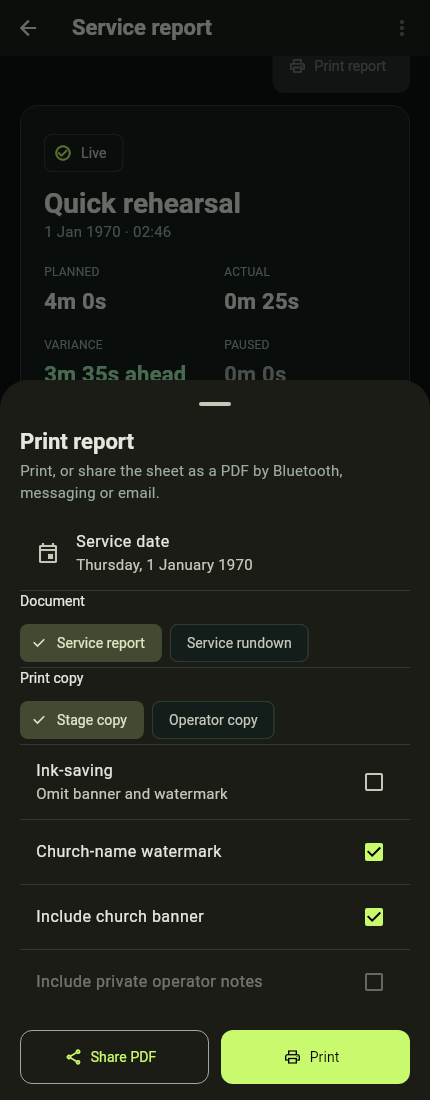 Service report
Print report
Live
Quick rehearsal
1 Jan 1970 · 02:46
PLANNED
ACTUAL
4m 0s
0m 25s
VARIANCE
PAUSED
3m 35s ahead
0m 0s
Print report
Print, or share the sheet as a PDF by Bluetooth,
messaging or email.
Service date
Thursday, 1 January 1970
Document
Service report
Service rundown
Print copy
Stage copy
Operator copy
Ink-saving
Omit banner and watermark
Church-name watermark
Include church banner
Include private operator notes
Share PDF
Print